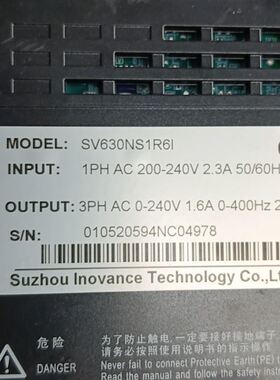 MODEL: SV630NS1R6I
INPUT: 1PH AC 200-240V 2.3A 50/60H
OUTPUT: 3PH AC 0-240V 1.6A 0-400Hz 2
S/N: 010520594NC04978
Suzhou Inovance Technology Co.,Lt
危险
为防止触电,一定要接好接地端子
请务必按照使用说明书的指示操作
DANGER
Never fail to connect Protective Earth(PE)
Read the manual and follow the safety